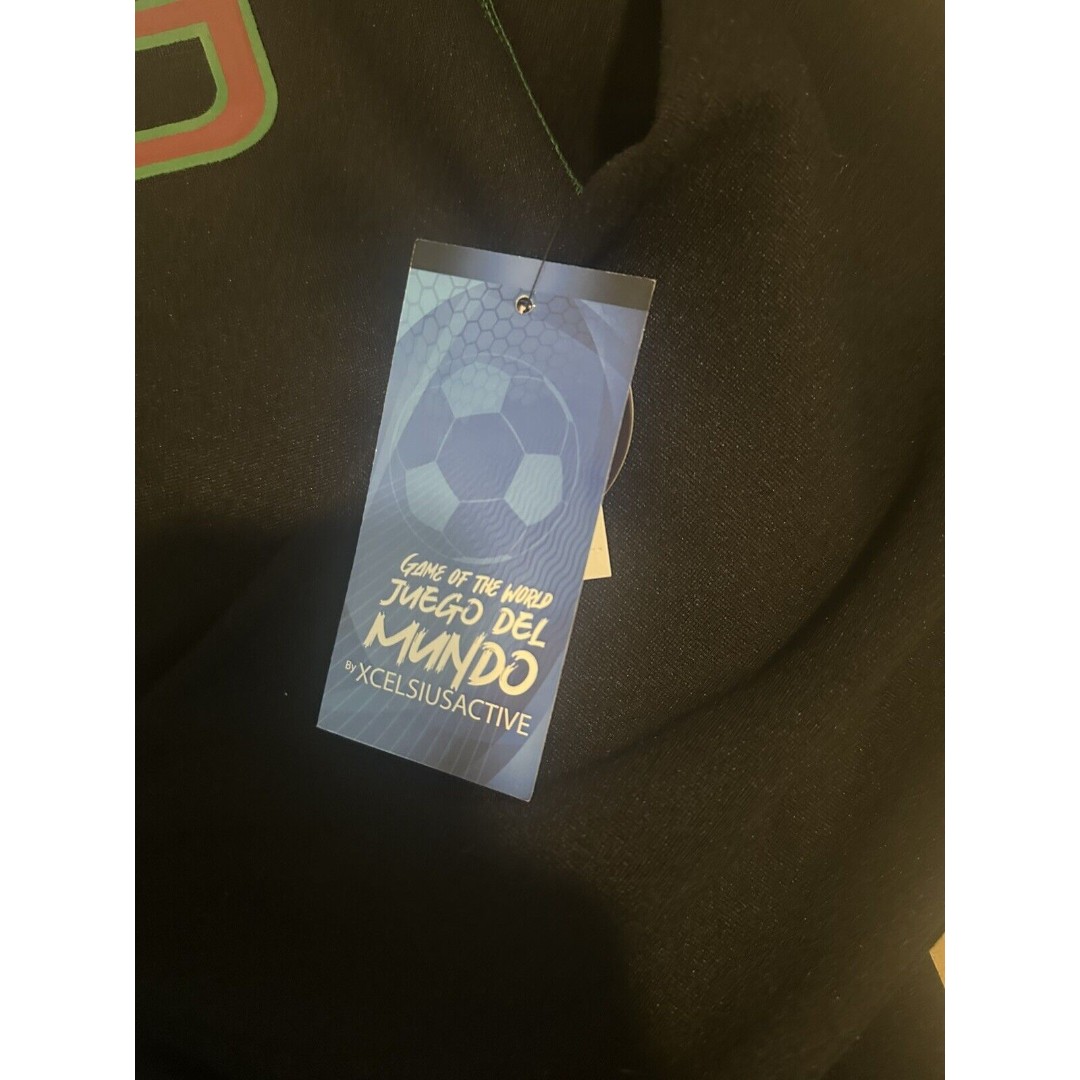 GAME OF THE WORLD
JUEGO DEL
MUNDO
By XCELSIUSACTIVE